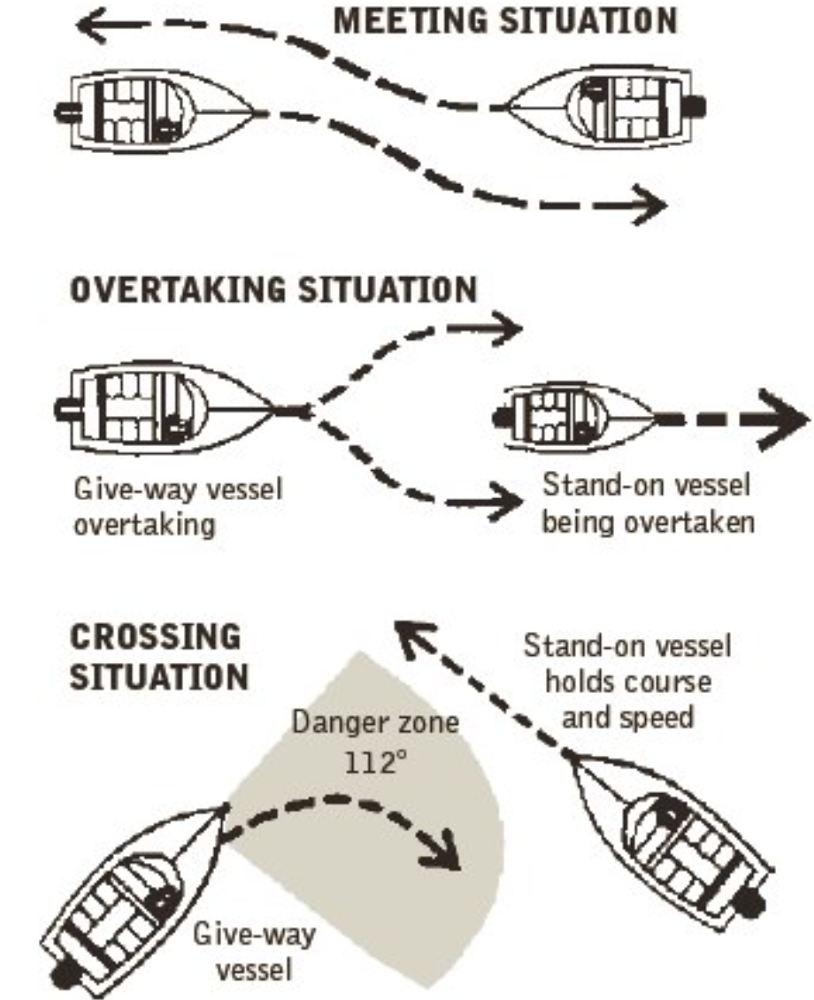 MEETING SITUATION
OVERTAKING SITUATION
Give-way vessel
overtaking
Stand-on vessel
being overtaken
CROSSING
SITUATION
Stand-on vessel
holds course
and speed
Danger zone
112°
Give-way
vessel